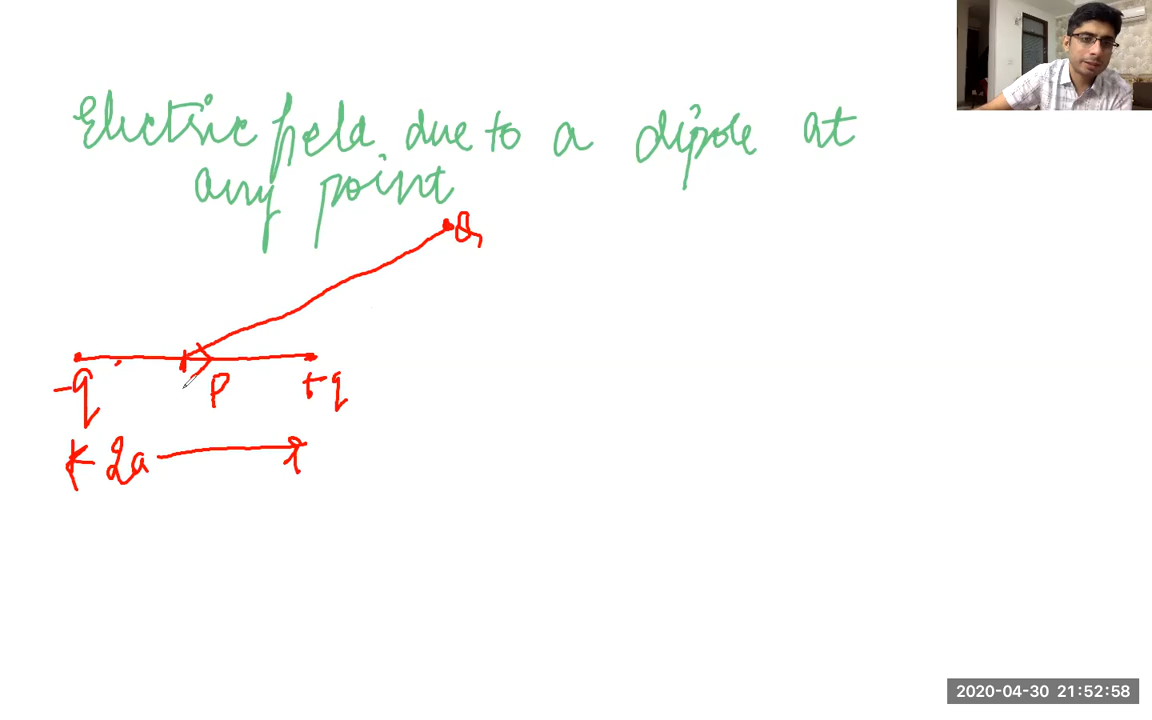 Electric field due to a dipole at
any point
Q
-q P +q
2a
2020-04-30 21:52:58